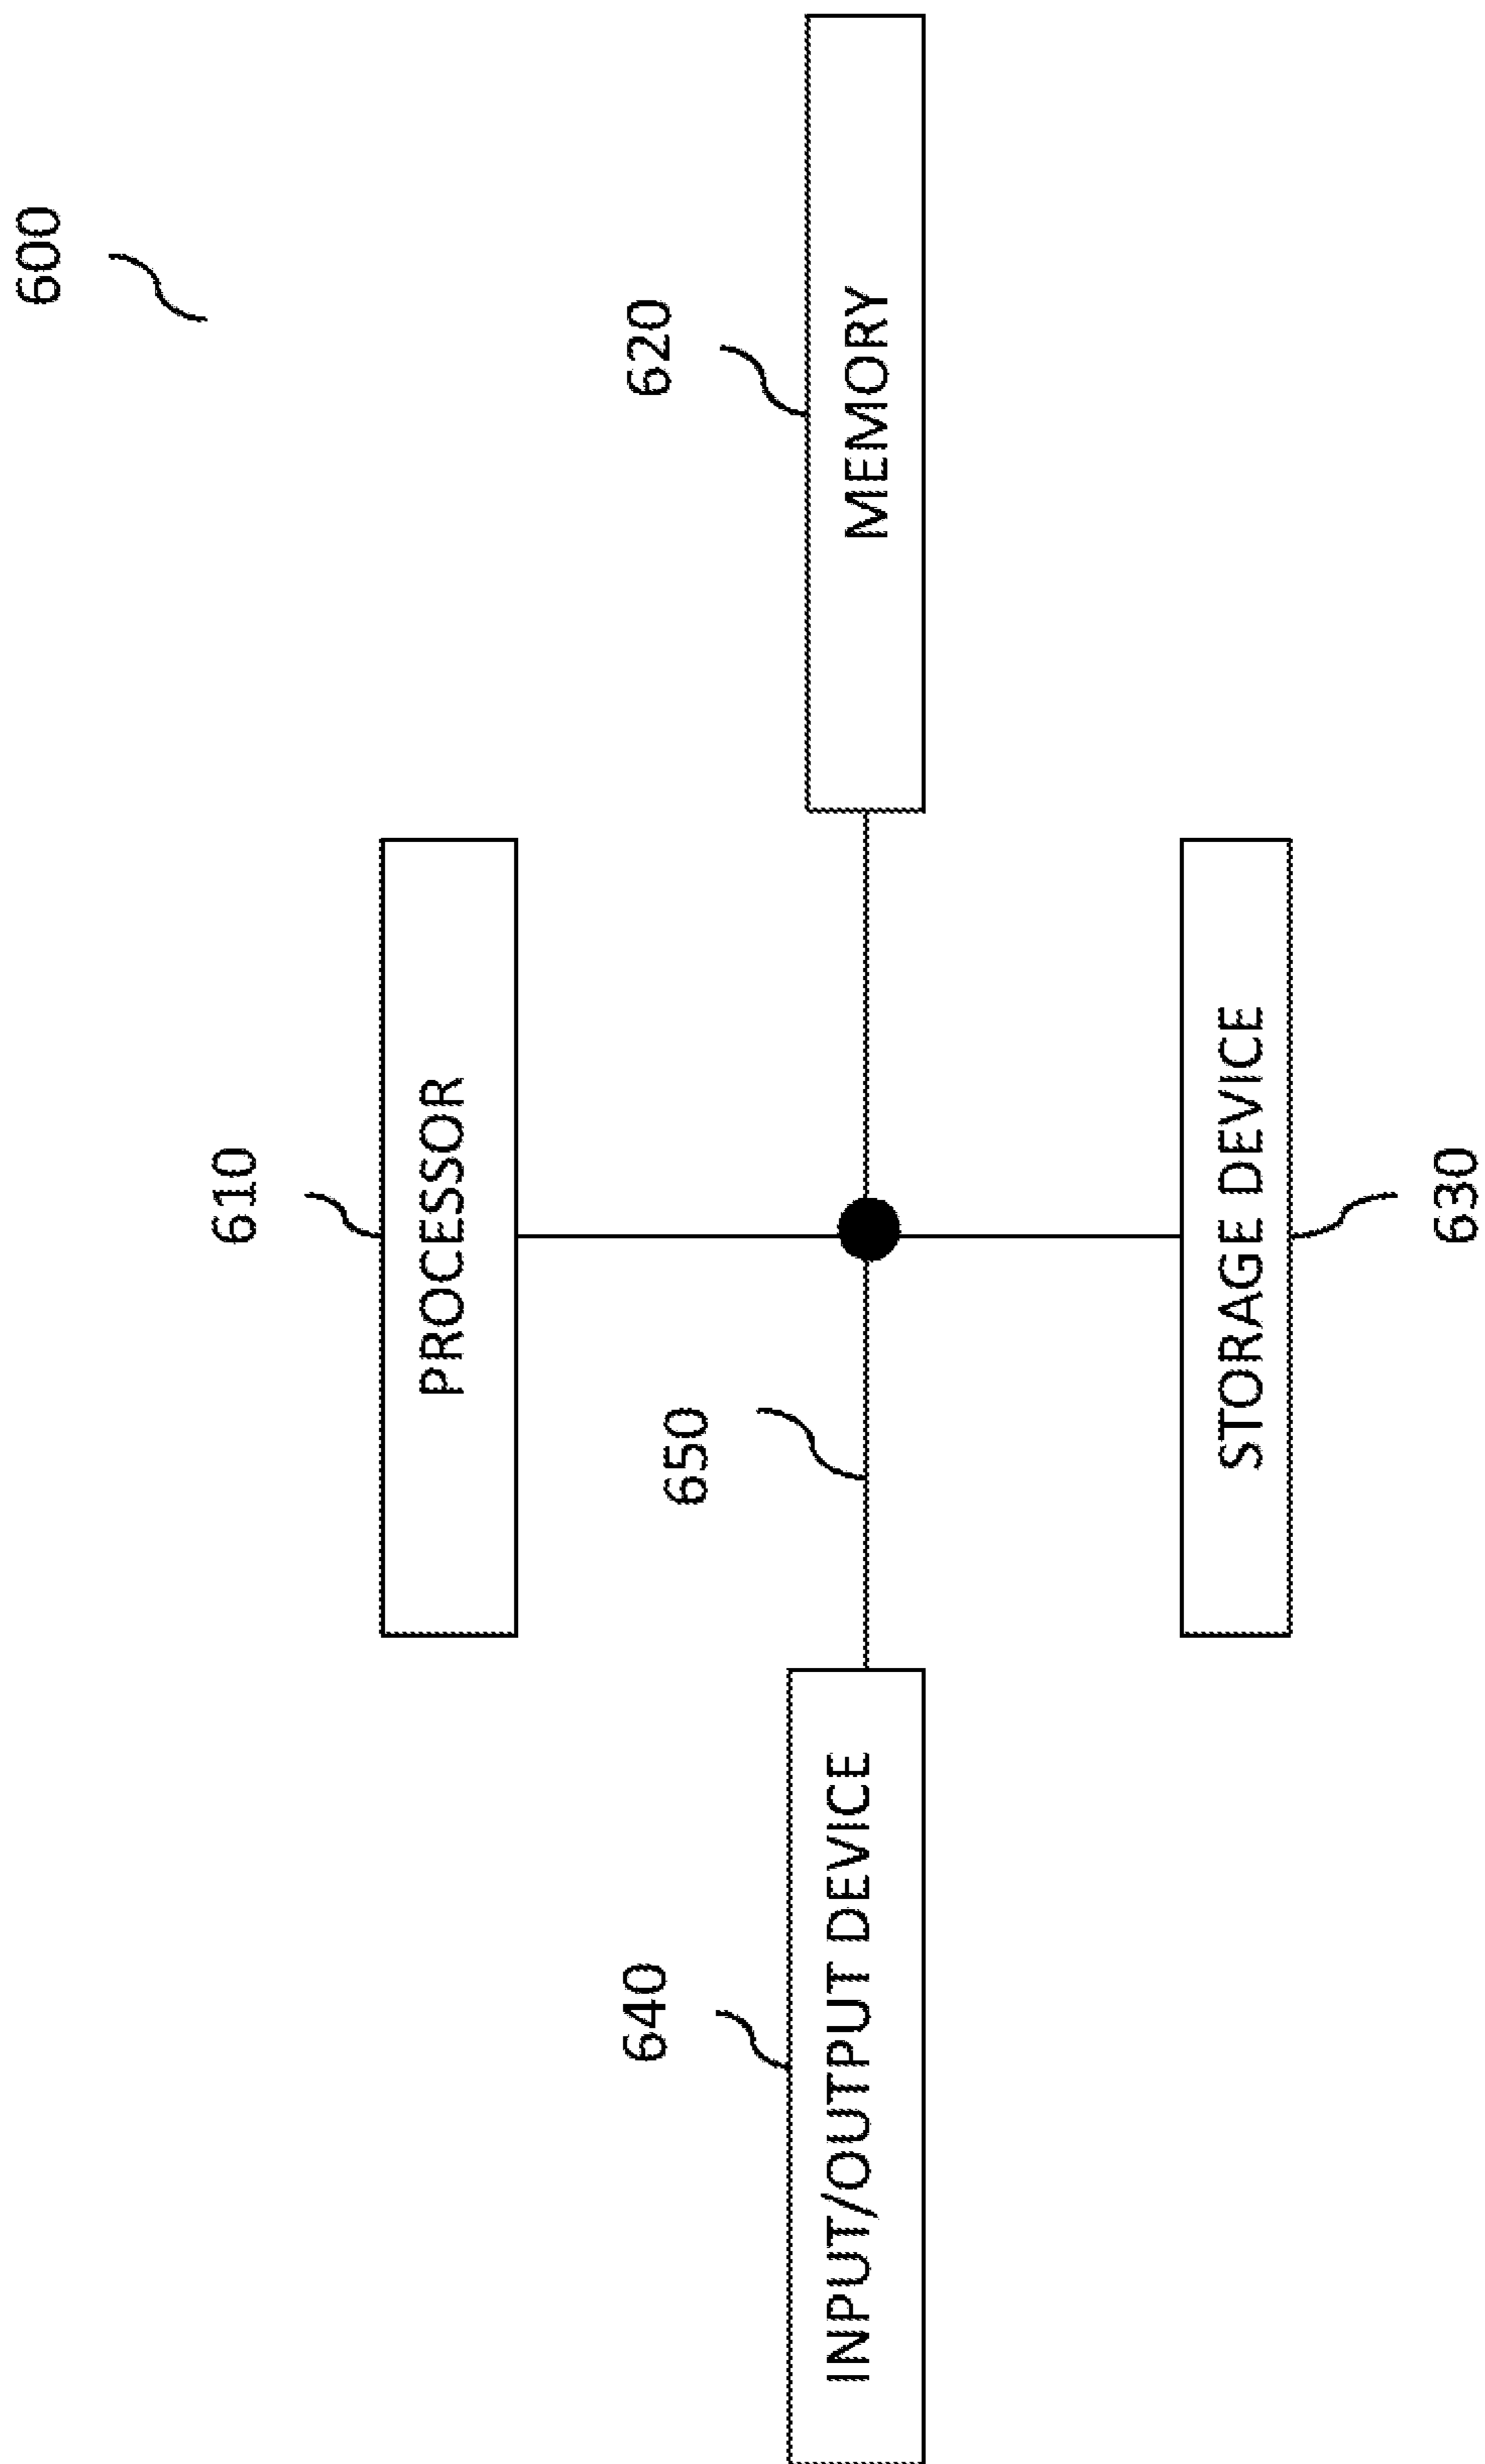 600
610
PROCESSOR
640
INPUT/OUTPUT DEVICE
650
620
MEMORY
STORAGE DEVICE
630